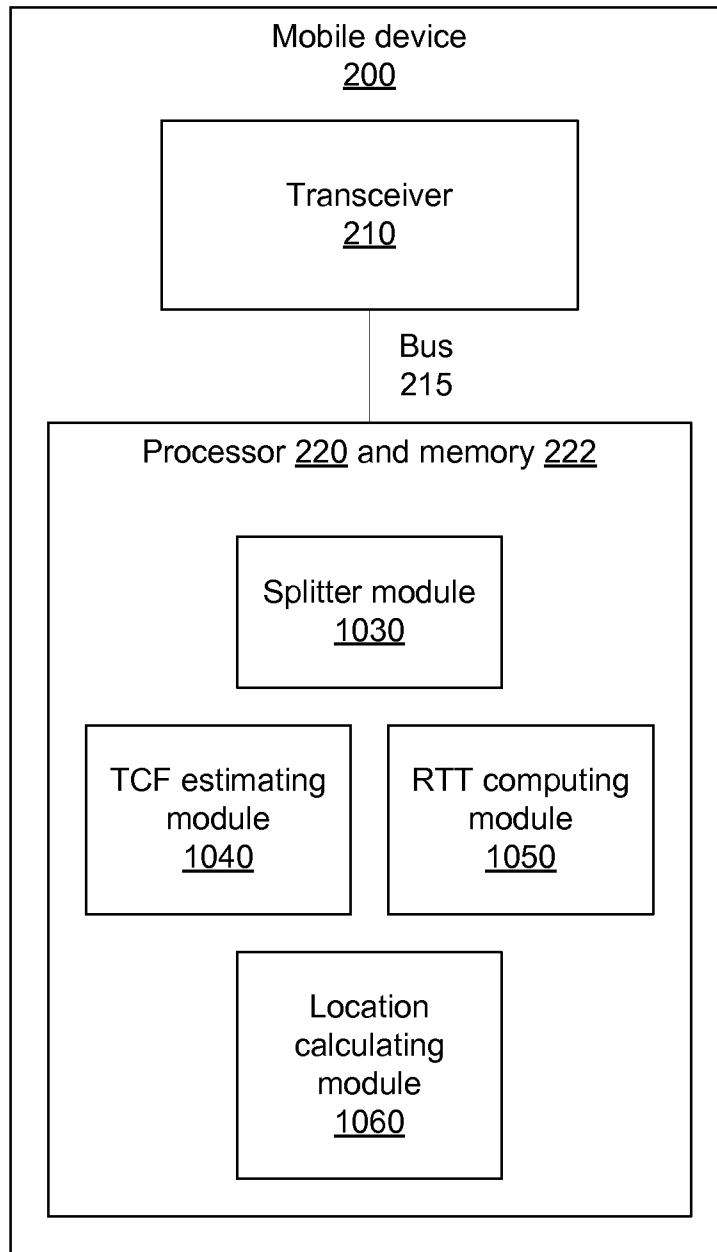 Mobile device
200
Transceiver
210
Bus
215
Processor 220 and memory 222
Splitter module
1030
TCF estimating
module
1040
RTT computing
module
1050
Location
calculating
module
1060